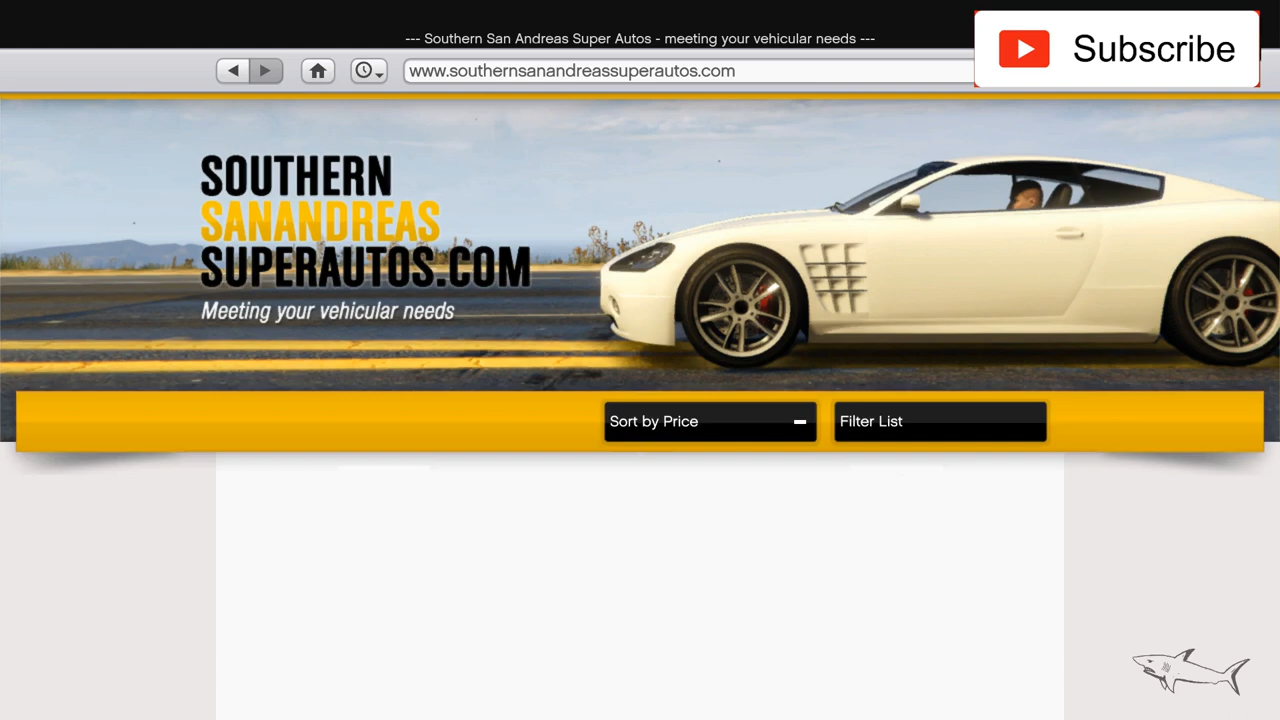 --- Southern San Andreas Super Autos - meeting your vehicular needs ---
Subscribe
www.southernsanandreassuperautos.com
SOUTHERN
SANANDREAS
SUPERAUTOS.COM
Meeting your vehicular needs
Sort by Price
Filter List